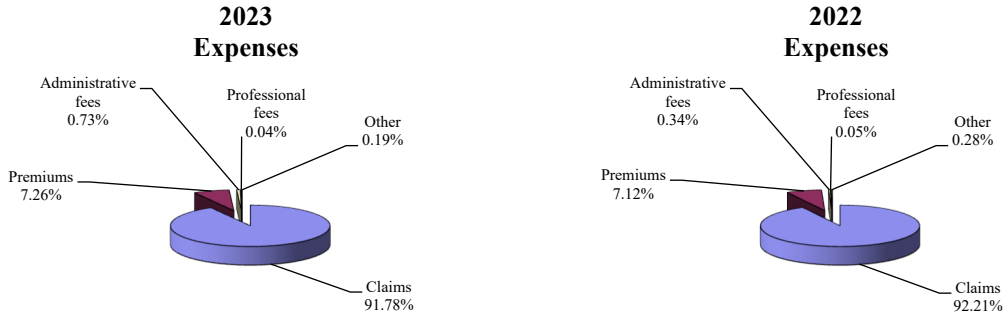 2023
Expenses
Administrative
fees
0.73%
Professional
fees
0.04%
Other
0.19%
Premiums
7.26%
Claims
91.78%
2022
Expenses
Administrative
fees
0.34%
Professional
fees
0.05%
Other
0.28%
Premiums
7.12%
Claims
92.21%